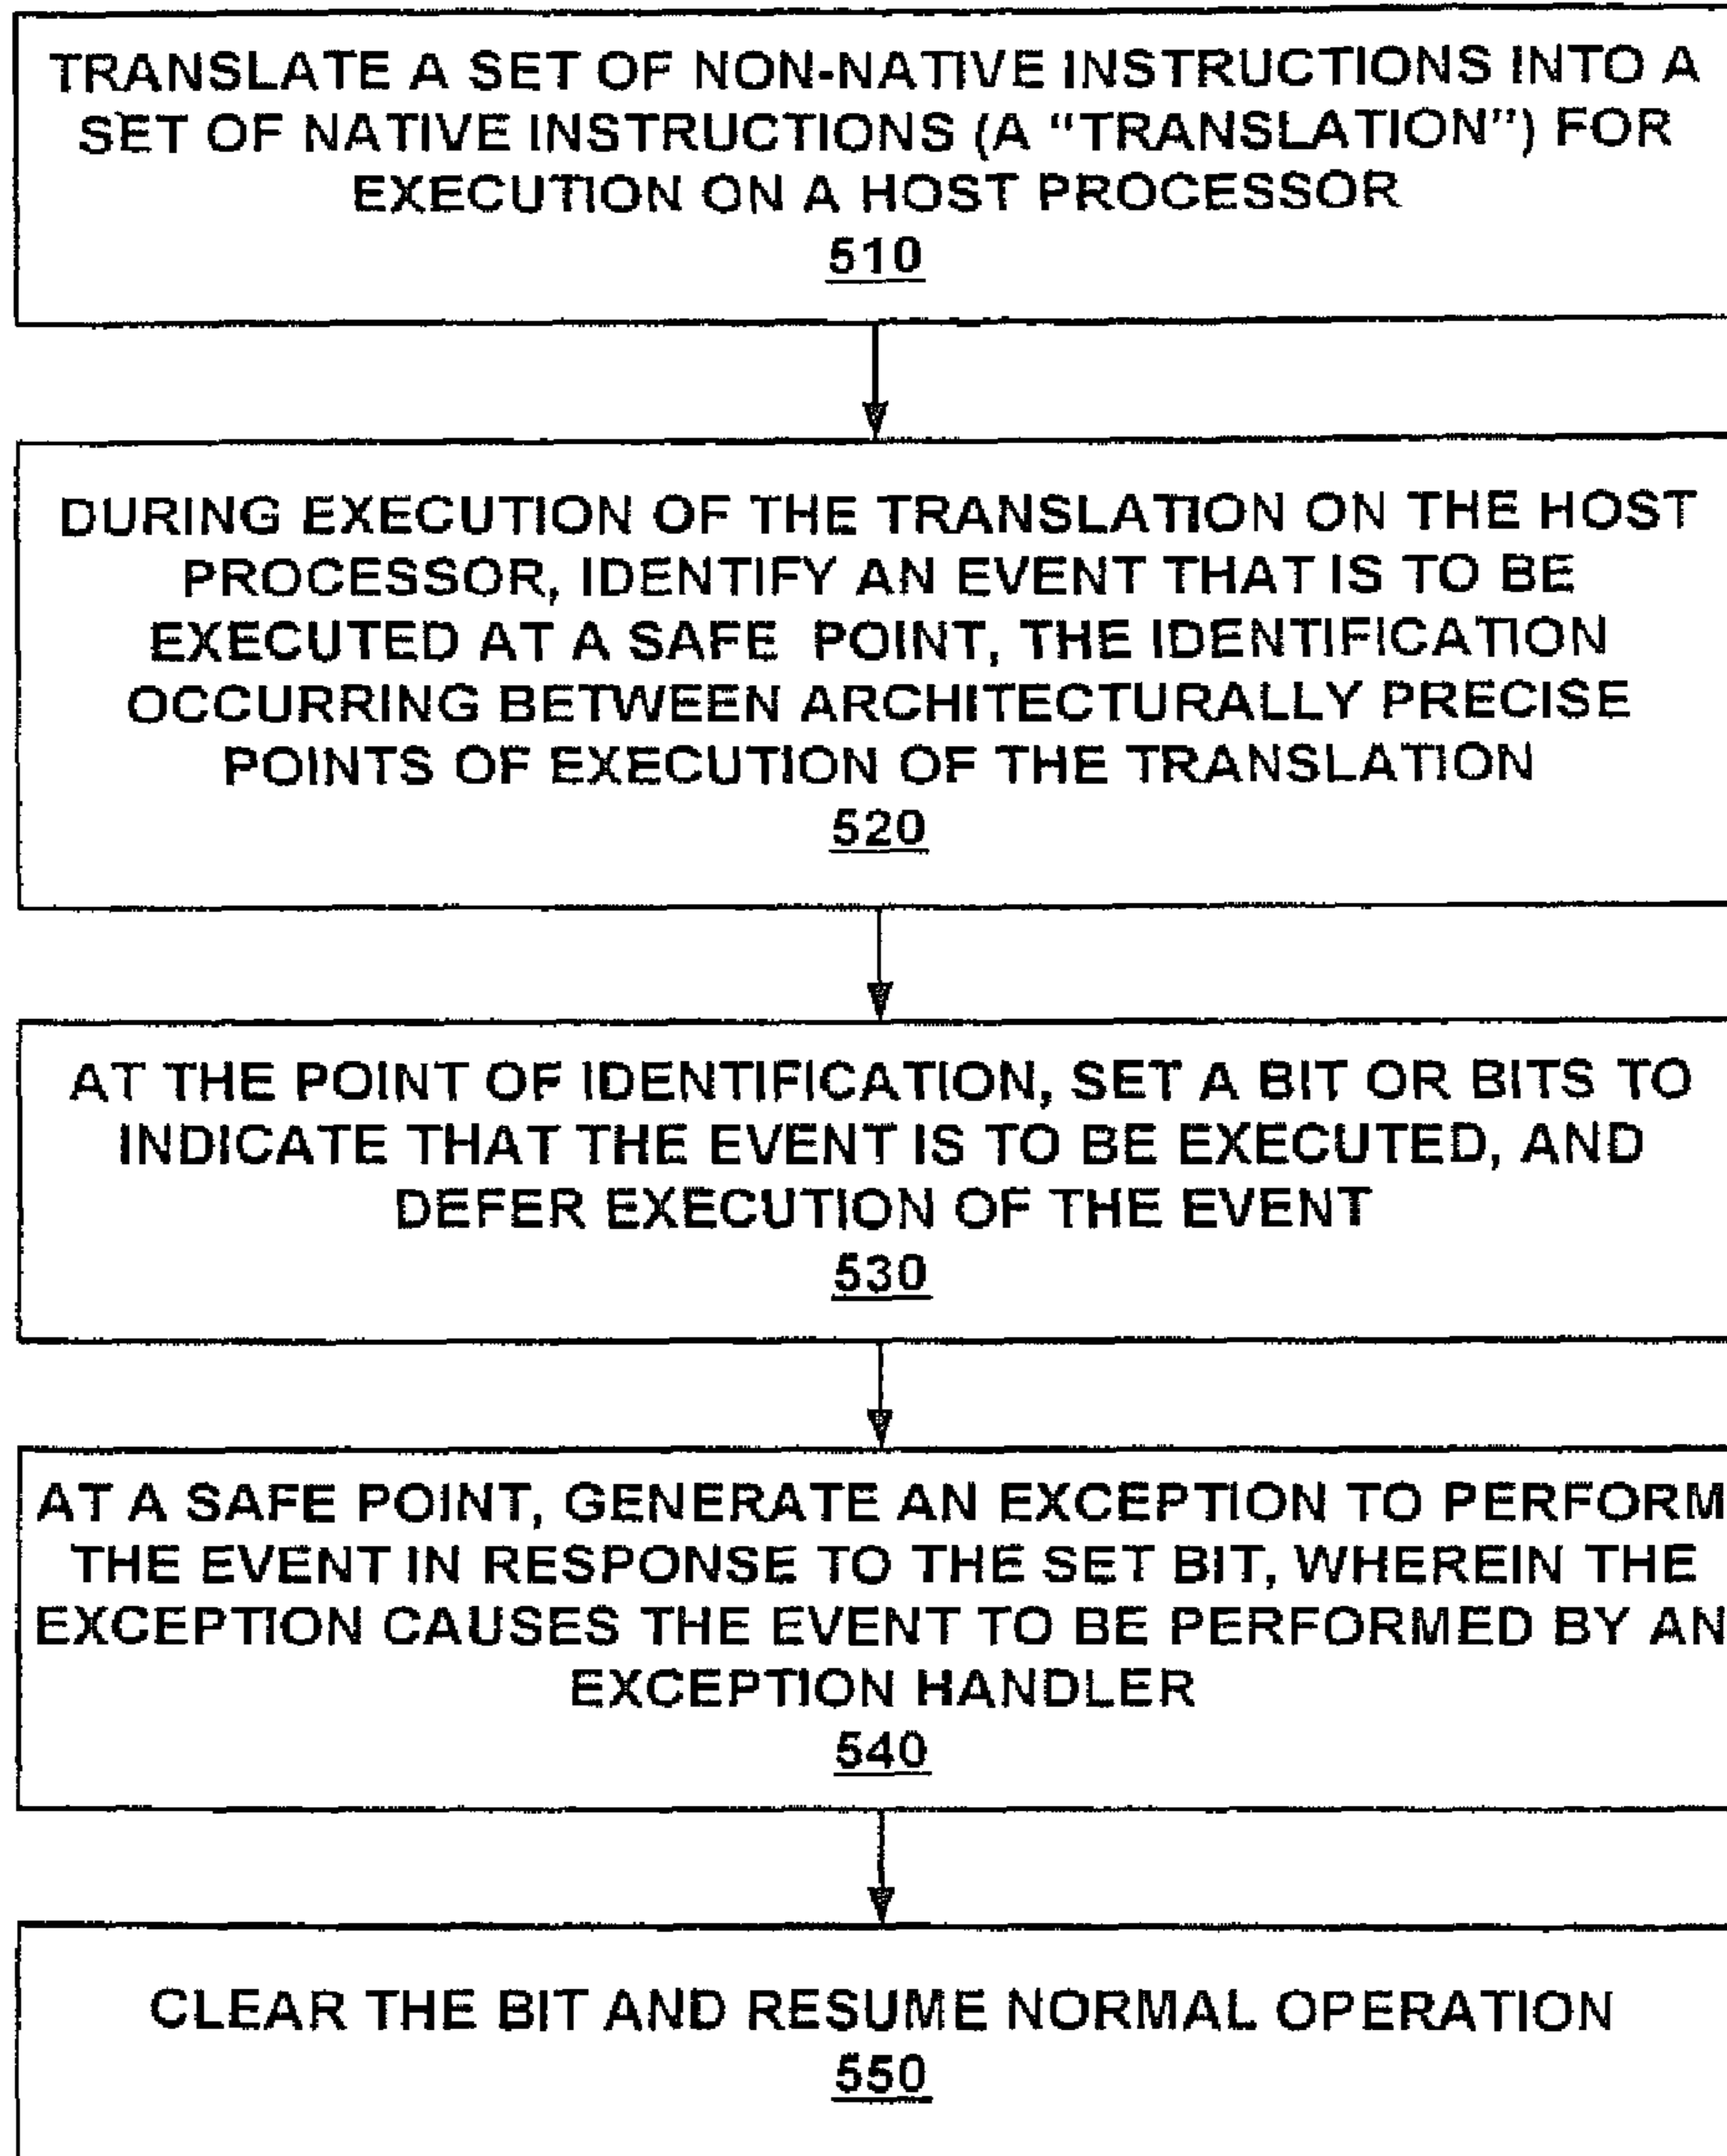 TRANSLATE A SET OF NON-NATIVE INSTRUCTIONS INTO A
SET OF NATIVE INSTRUCTIONS (A “TRANSLATION”) FOR
EXECUTION ON A HOST PROCESSOR
510
DURING EXECUTION OF THE TRANSLATION ON THE HOST
PROCESSOR, IDENTIFY AN EVENT THAT IS TO BE
EXECUTED AT A SAFE POINT, THE IDENTIFICATION
OCCURRING BETWEEN ARCHITECTURALLY PRECISE
POINTS OF EXECUTION OF THE TRANSLATION
520
AT THE POINT OF IDENTIFICATION, SET A BIT OR BITS TO
INDICATE THAT THE EVENT IS TO BE EXECUTED, AND
DEFER EXECUTION OF THE EVENT
530
AT A SAFE POINT, GENERATE AN EXCEPTION TO PERFORM
THE EVENT IN RESPONSE TO THE SET BIT, WHEREIN THE
EXCEPTION CAUSES THE EVENT TO BE PERFORMED BY AN
EXCEPTION HANDLER
540
CLEAR THE BIT AND RESUME NORMAL OPERATION
550